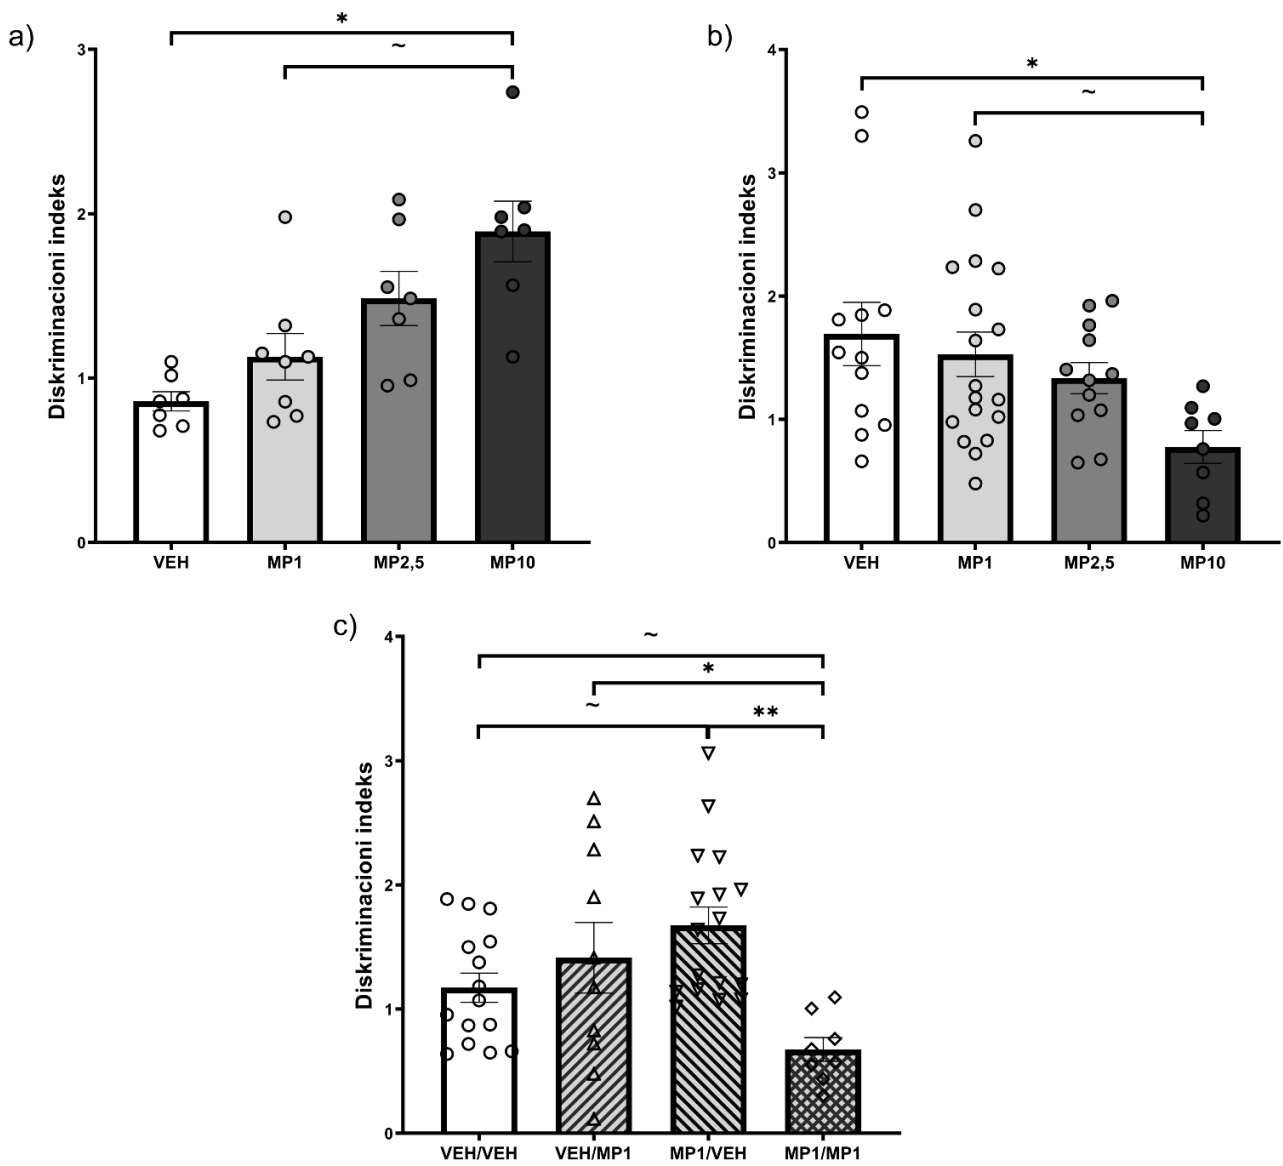 a)
*
~
3
2
1
0
Diskriminacioni indeks
VEH
MP1
MP2,5
MP10
b)
*
~
4
3
2
1
0
Diskriminacioni indeks
VEH
MP1
MP2,5
MP10
c)
~
*
~
**
4
3
2
1
0
Diskriminacioni indeks
VEH/VEH
VEH/MP1
MP1/VEH
MP1/MP1